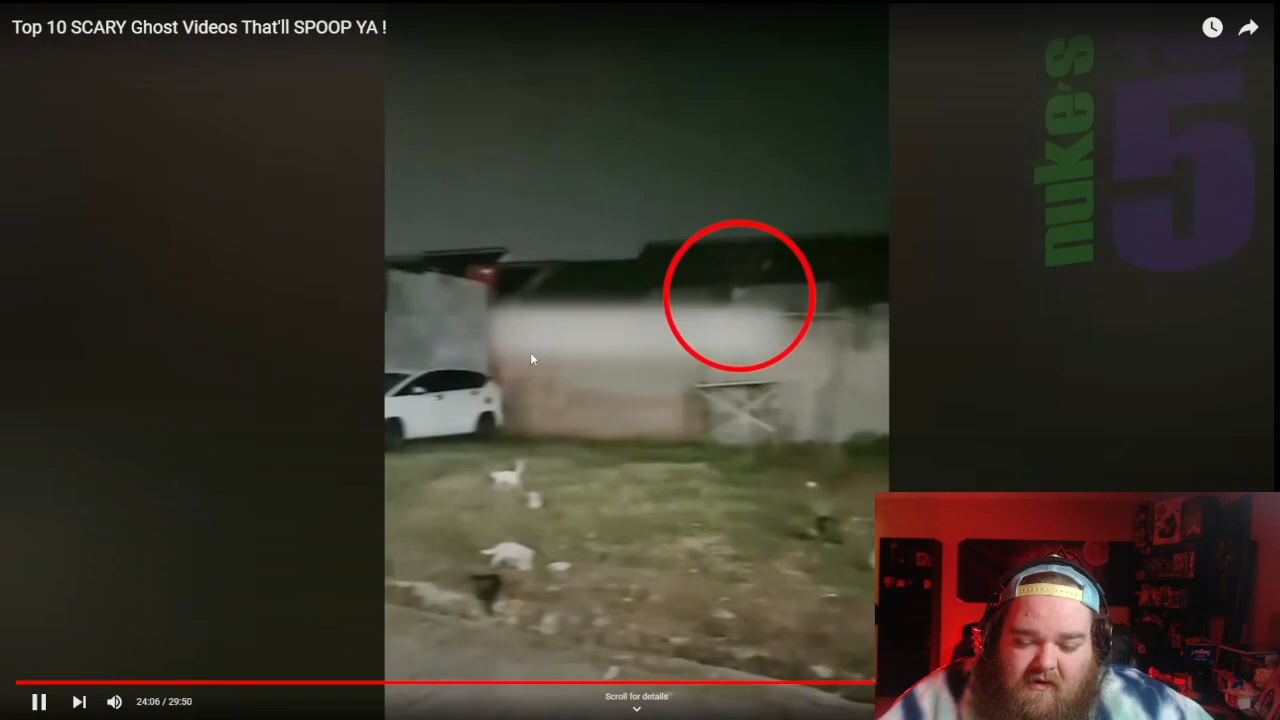 Top 10 SCARY Ghost Videos That'll SPOOP YA !
nuke's
5
24:06 / 29:50
Scroll for details